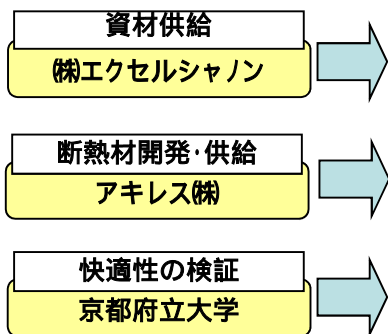 資材供給
㈱エクセルシャノン
断熱材開発･供給
アキレス㈱
快適性の検証
京都府立大学